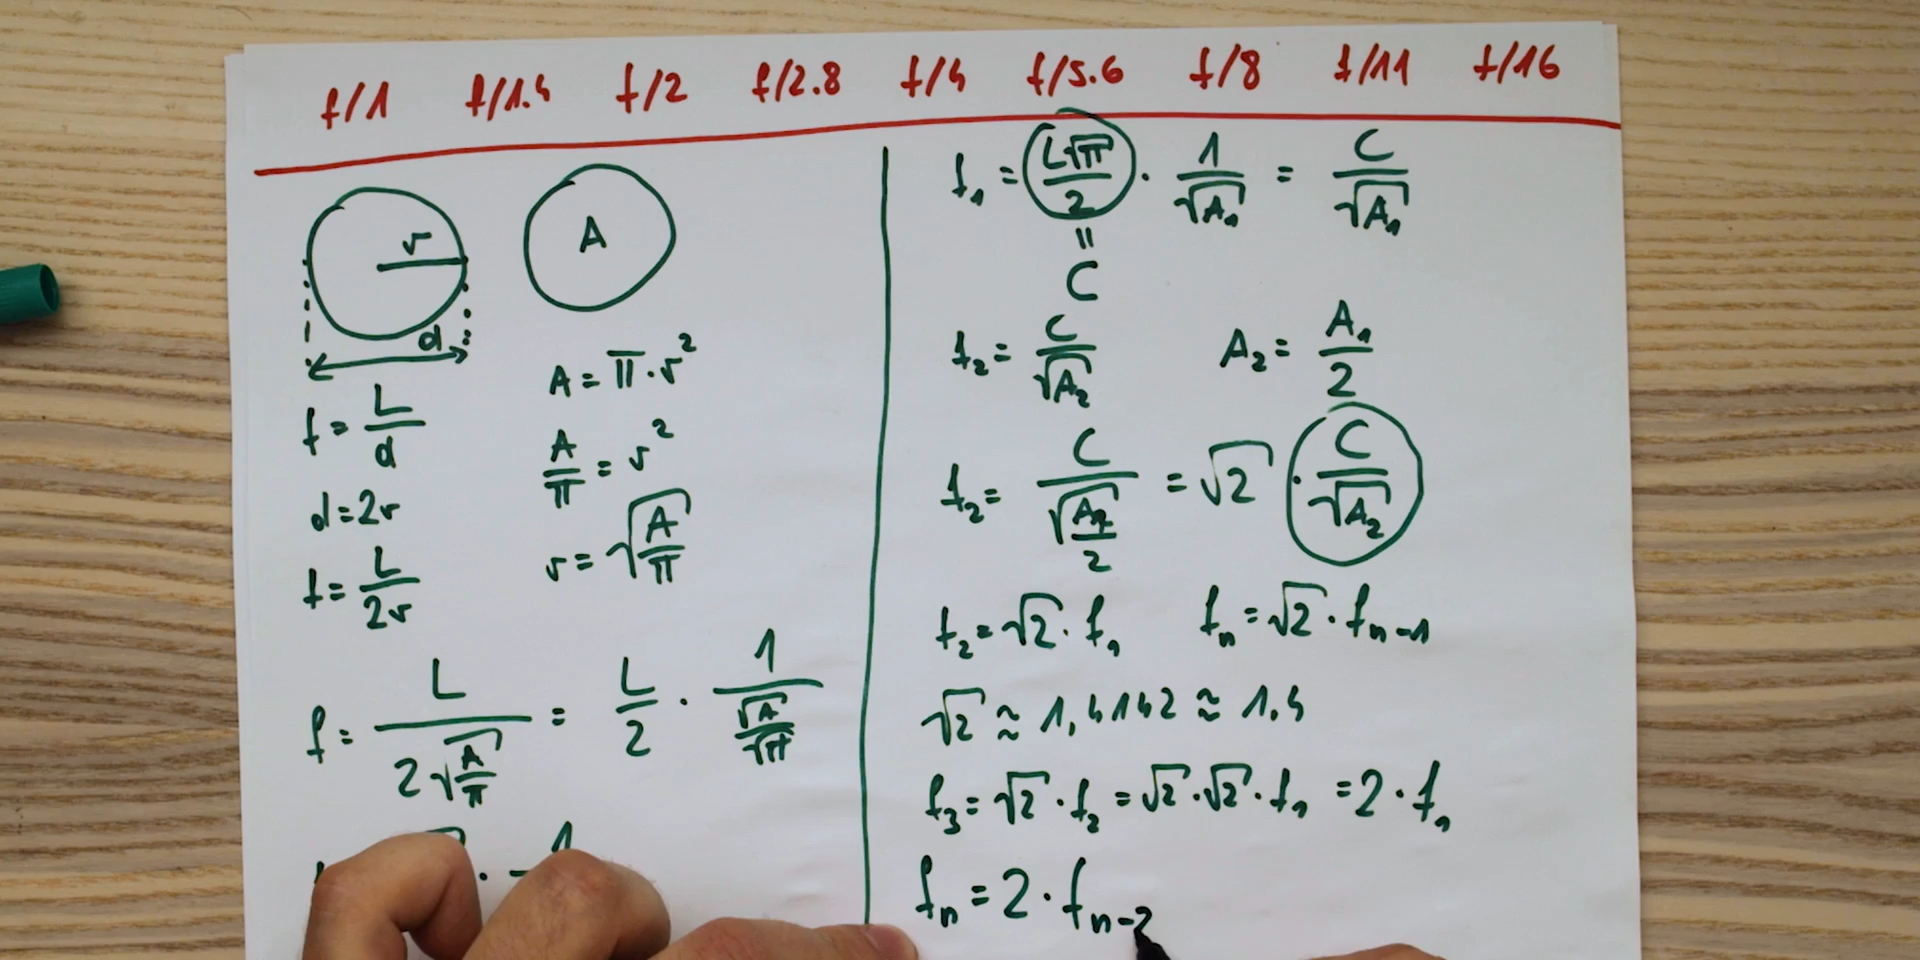 f/1 f/1.4 f/2 f/2.8 f/4 f/5.6 f/8 f/11 f/16
r
d
A
f = L/d
d = 2r
f = L/2r
A = π · r²
A/π = r²
r = √(A/π)
f = L/(2√(A/π)) = L/2 · 1/(√A/√π)
f₁ = (L√π/2) · 1/√A₁ = C/√A₁
=
C
f₂ = C/√A₂ A₂ = A₁/2
f₂ = C/√(A₂/2) = √2 · C/√A₂
f₂ = √2 · f₁ fₙ = √2 · fₙ₋₁
√2 ≈ 1,4142 ≈ 1.4
f₃ = √2 · f₂ = √2 · √2 · f₁ = 2 · f₁
fₙ = 2 · fₙ₋₂